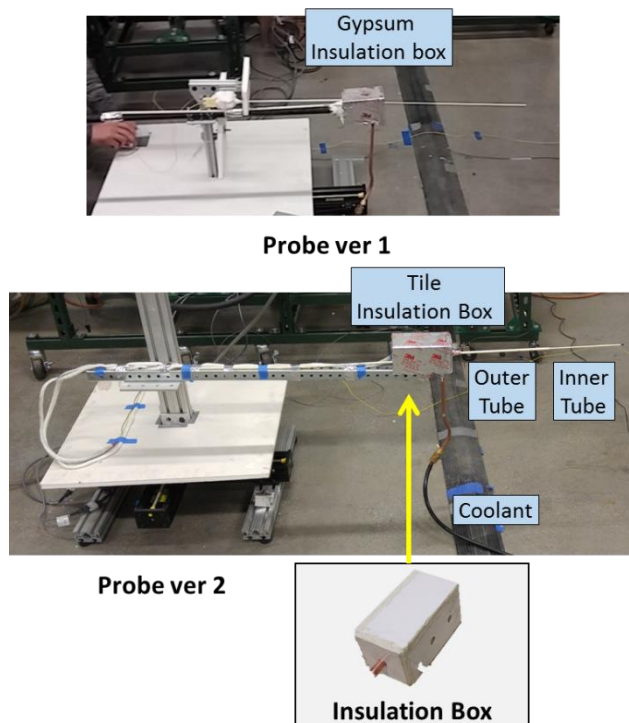 Gypsum
Insulation box
Probe ver 1
Tile
Insulation Box
Outer
Tube
Inner
Tube
Coolant
Probe ver 2
Insulation Box